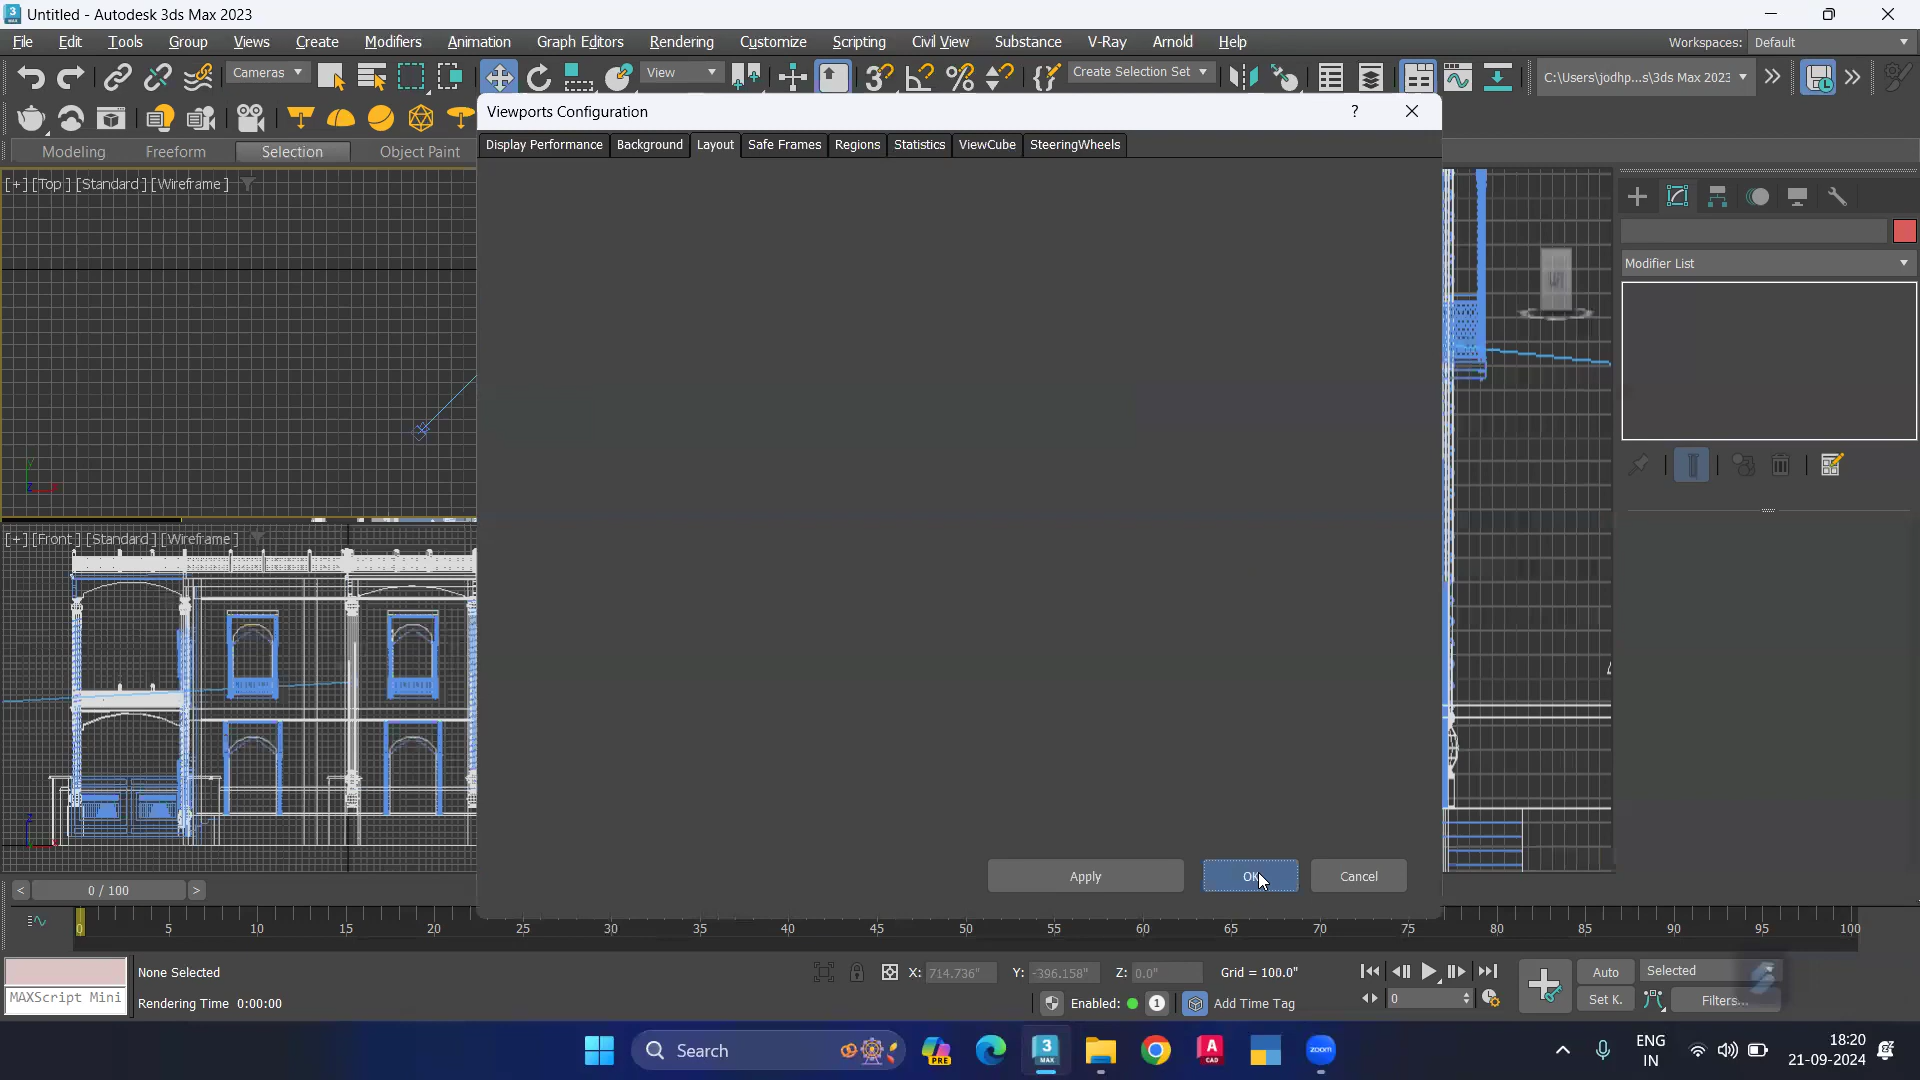 Untitled - Autodesk 3ds Max 2023
File Edit Tools Group Views Create Modifiers Animation Graph Editors Rendering Customize Scripting Civil View Substance V-Ray Arnold Help
Workspaces: Default
Cameras
View
Create Selection Set
C:\Users\jodhp...s\3ds Max 2023
Viewports Configuration
Modeling Freeform Selection Object Paint
Display Performance Background Layout Safe Frames Regions Statistics ViewCube SteeringWheels
[+] [Top ] [Standard ] [Wireframe ]
Modifier List
[+] [Front ] [Standard ] [Wireframe ]
Apply OK Cancel
< 0 / 100 >
0 5 10 15 20 25 30 35 40 45 50 55 60 65 70 75 80 85 90 95 100
None Selected
X: 714.736" Y: -396.158" Z: 0.0" Grid = 100.0"
Auto Selected
MAXScript Mini
Rendering Time 0:00:00
Enabled: 1 Add Time Tag
0
Set K. Filters...
Search
ENG
IN
18:20
21-09-2024